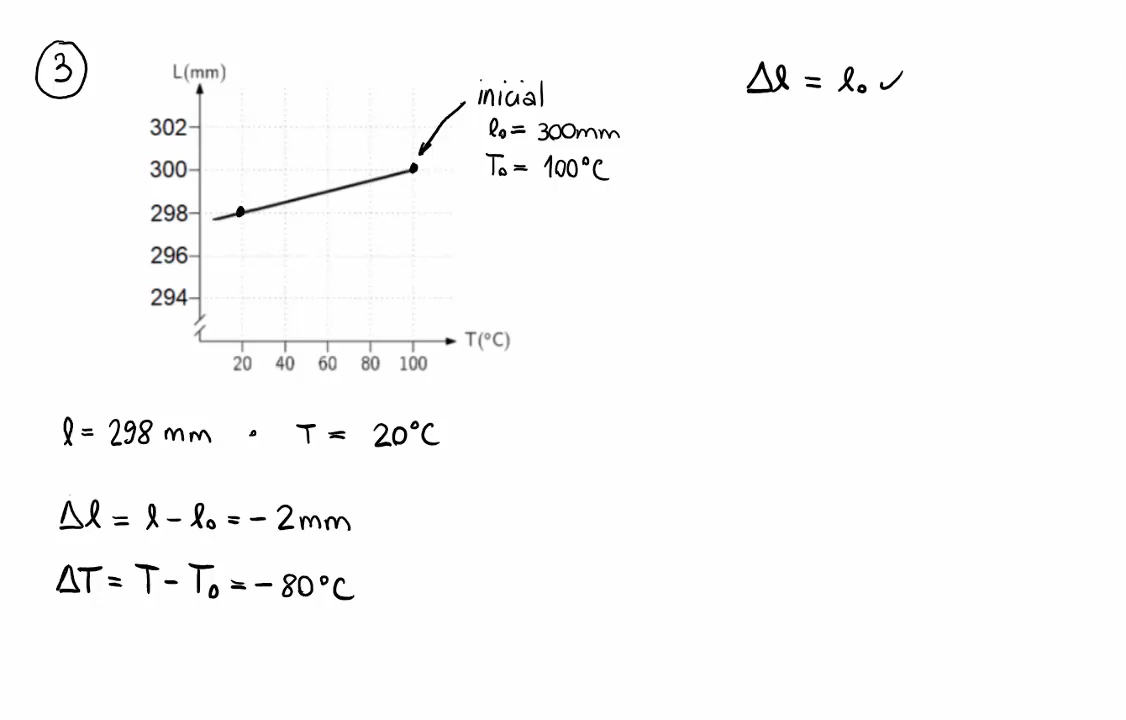 3
L(mm)
302
300
298
296
294
20 40 60 80 100
T(°C)
inicial
l₀ = 300mm
T₀ = 100°C
Δl = l₀
l = 298 mm . T = 20°C
Δl = l - l₀ = - 2mm
ΔT = T - T₀ = - 80°C